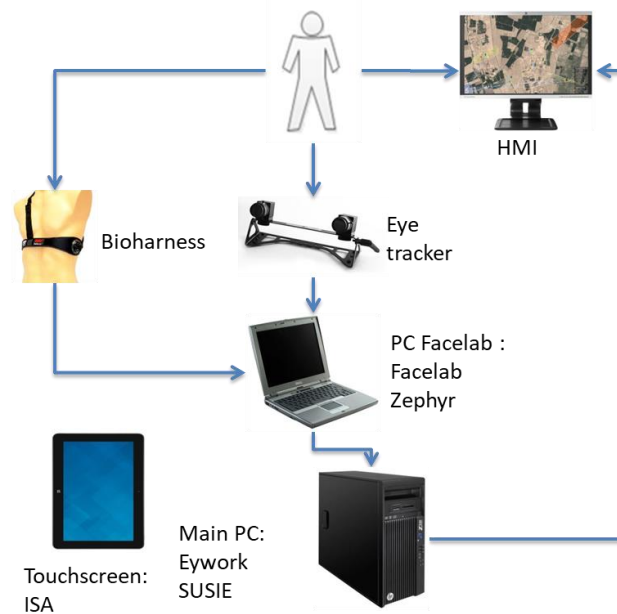 HMI
Bioharness
Eye
tracker
PC Facelab :
Facelab
Zephyr
Main PC:
Eywork
SUSIE
Touchscreen:
ISA